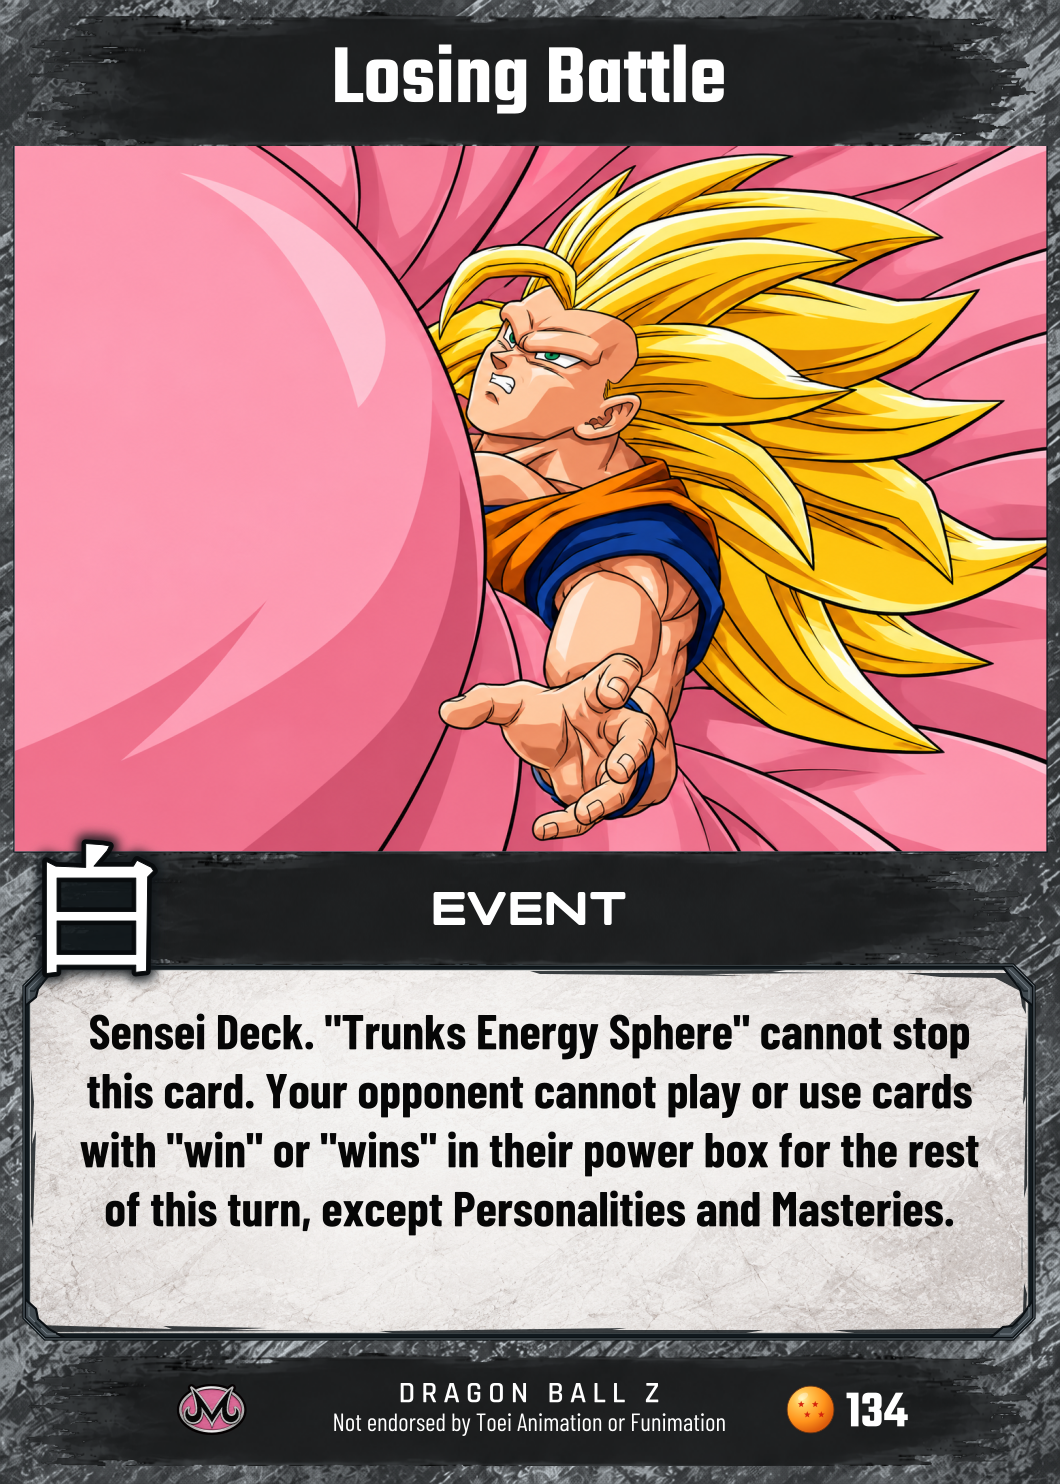 Losing Battle
白
EVENT
Sensei Deck. "Trunks Energy Sphere" cannot stop
this card. Your opponent cannot play or use cards
with "win" or "wins" in their power box for the rest
of this turn, except Personalities and Masteries.
DRAGON BALL Z
Not endorsed by Toei Animation or Funimation
134